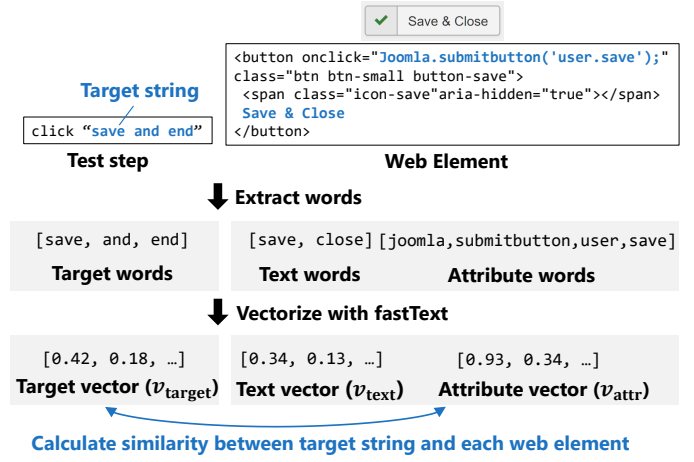 ✔ Save & Close
<button onclick="Joomla.submitbutton('user.save');"
class="btn btn-small button-save">
<span class="icon-save"aria-hidden="true"></span>
Save & Close
</button>
Target string
click “save and end”
Test step
Web Element
Extract words
[save, and, end]
[save, close] [joomla,submitbutton,user,save]
Target words
Text words
Attribute words
Vectorize with fastText
[0.42, 0.18, …]
[0.34, 0.13, …]
[0.93, 0.34, …]
Target vector (v_target)
Text vector (v_text)
Attribute vector (v_attr)
Calculate similarity between target string and each web element